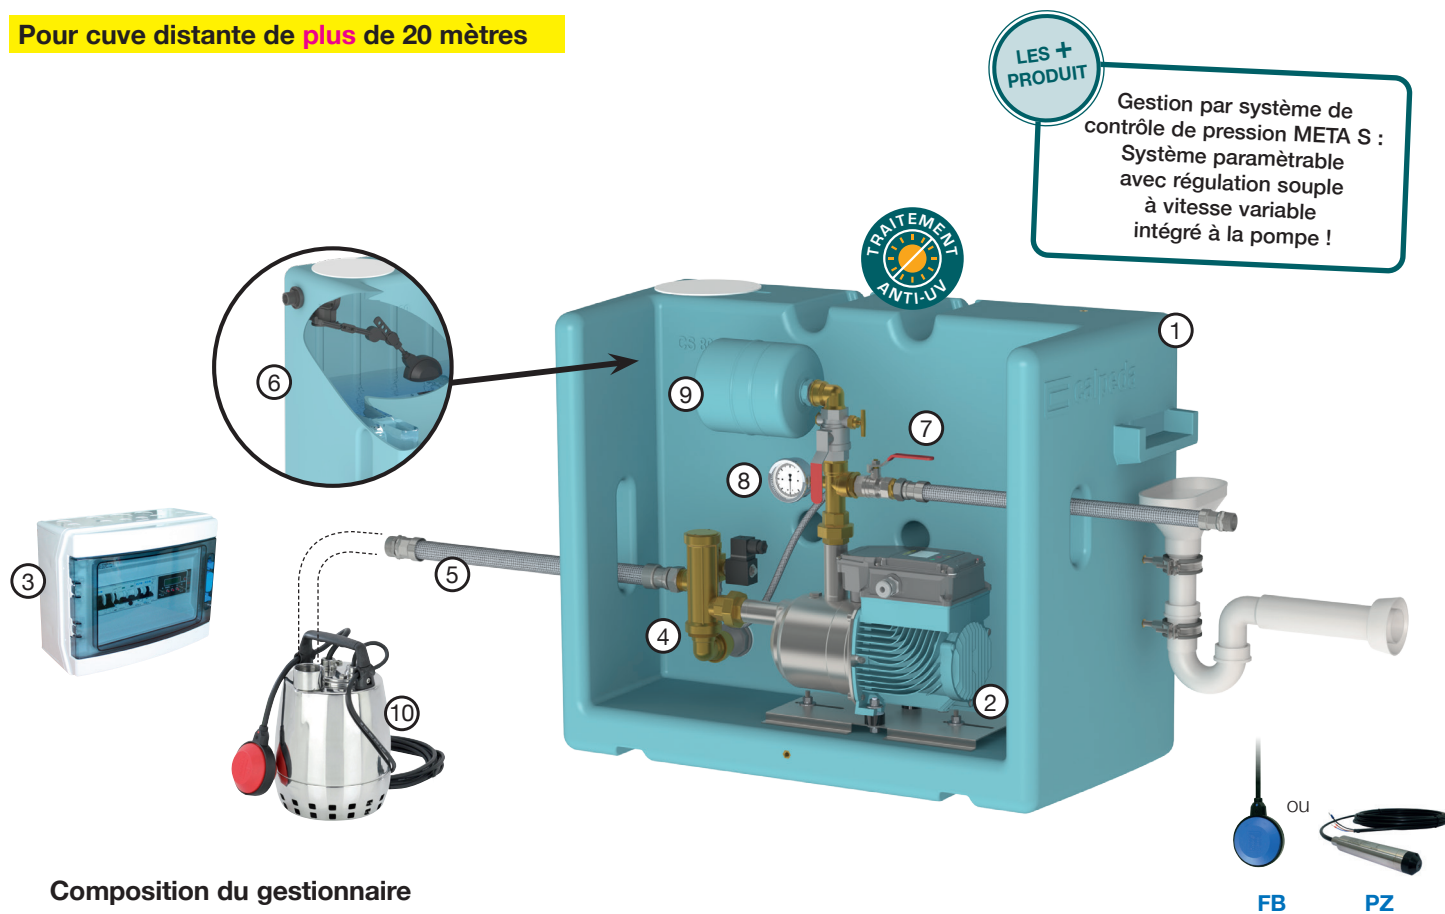 Pour cuve distante de plus de 20 mètres
LES +
PRODUIT
Gestion par système de
contrôle de pression META S :
Système paramètrable
avec régulation souple
à vitesse variable
intégré à la pompe !
TRAITEMENT
ANTI-UV
1
6
9
calpeda
7
8
3
5
4
2
10
ou
FB
PZ
Composition du gestionnaire